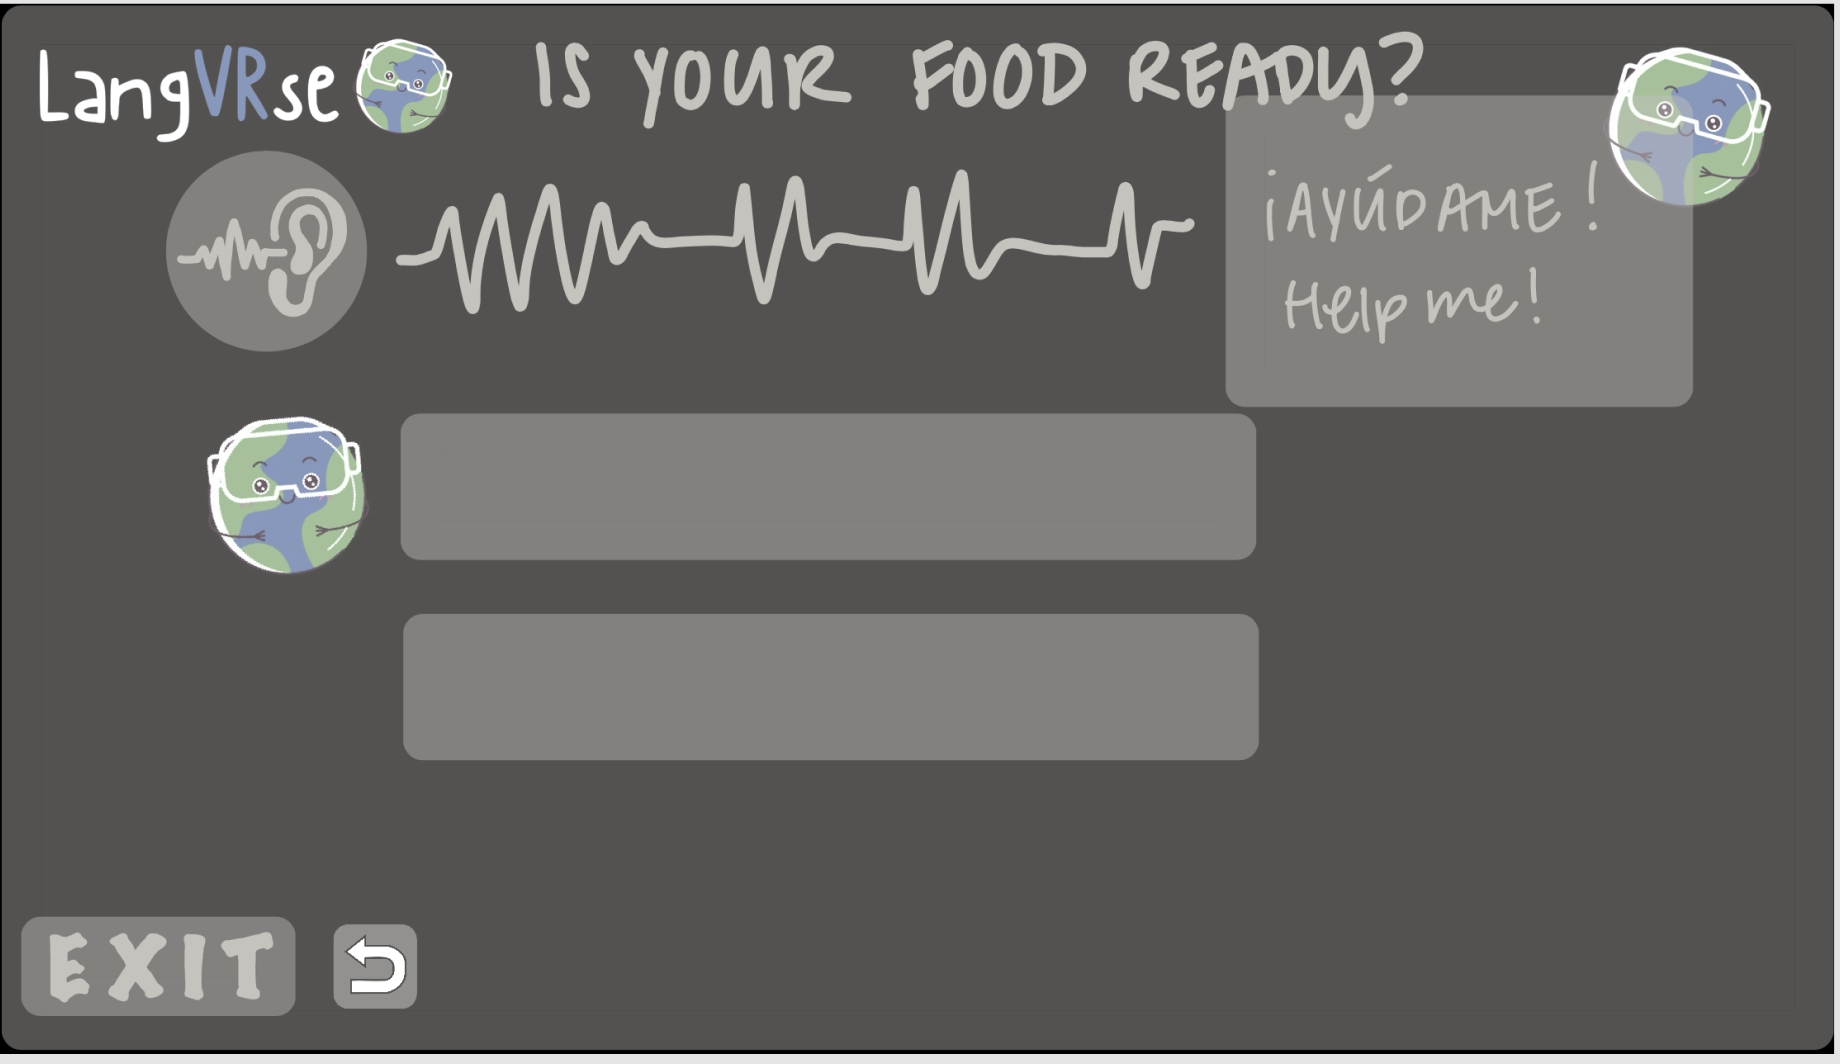 LangVRse
IS YOUR FOOD READY?
¡AYÚDAME!
Help me!
EXIT